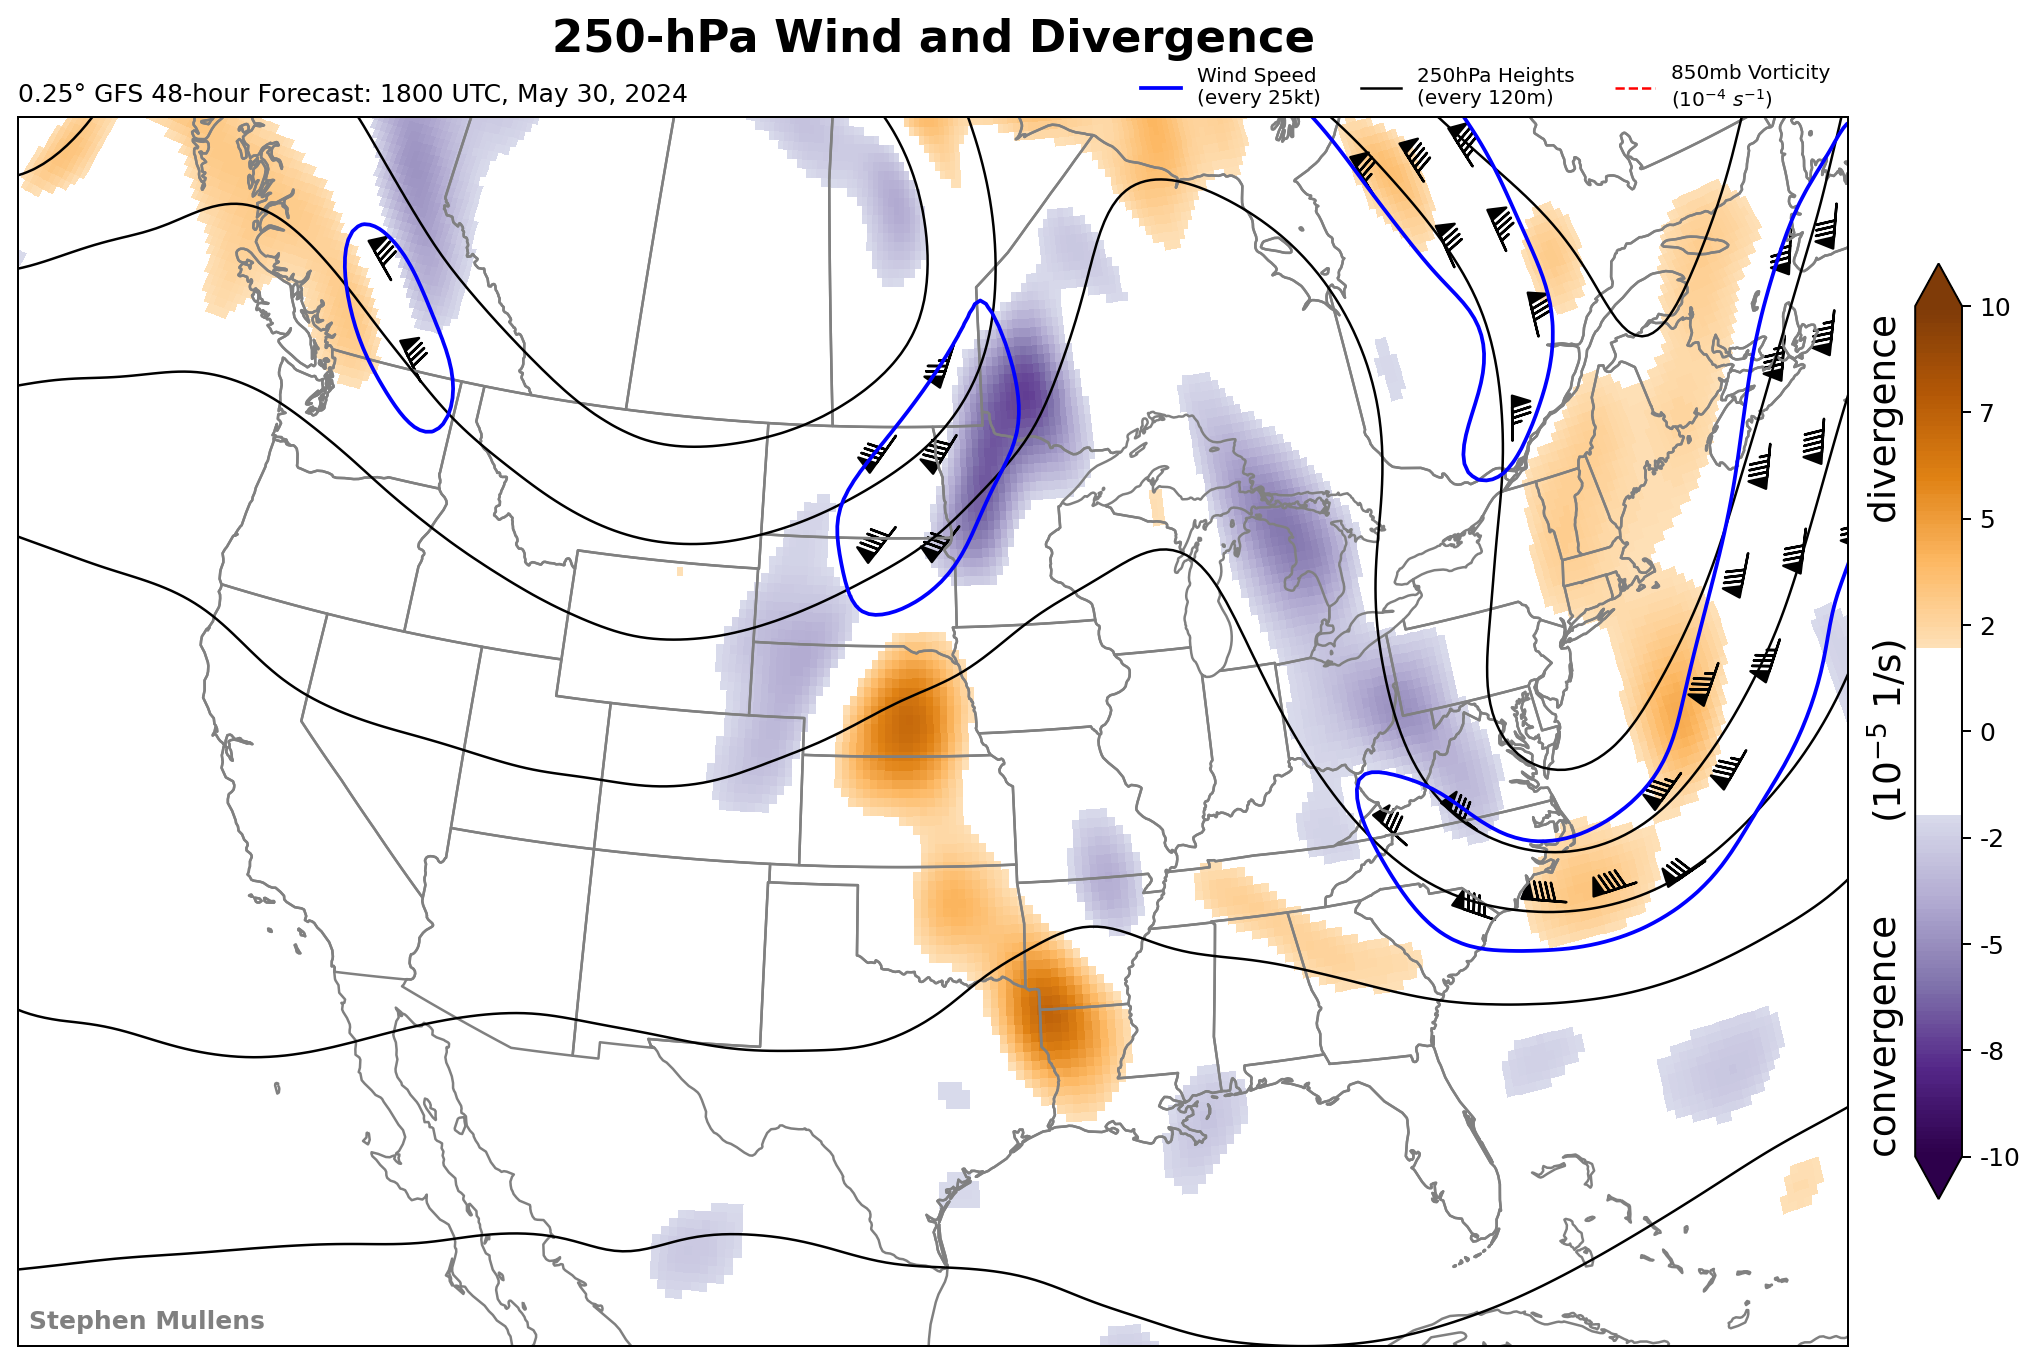 250-hPa Wind and Divergence
0.25° GFS 48-hour Forecast: 1800 UTC, May 30, 2024
Wind Speed
(every 25kt)
250hPa Heights
(every 120m)
850mb Vorticity
(10⁻⁴ s⁻¹)
10
7
5
2
0
-2
-5
-8
-10
convergence (10⁻⁵ 1/s) divergence
Stephen Mullens